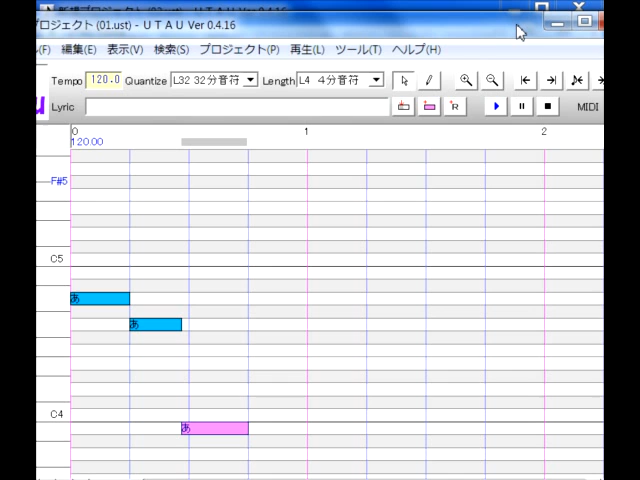 プロジェクト (01.ust) - UTAU Ver 0.4.16
(F) 編集(E) 表示(V) 検索(S) プロジェクト(P) 再生(L) ツール(T) ヘルプ(H)
Tempo 120.0 Quantize L32 32分音符 Length L4 4分音符
Lyric R MIDI
0 1 2
120.00
F#5
C5
あ
あ
C4
あ